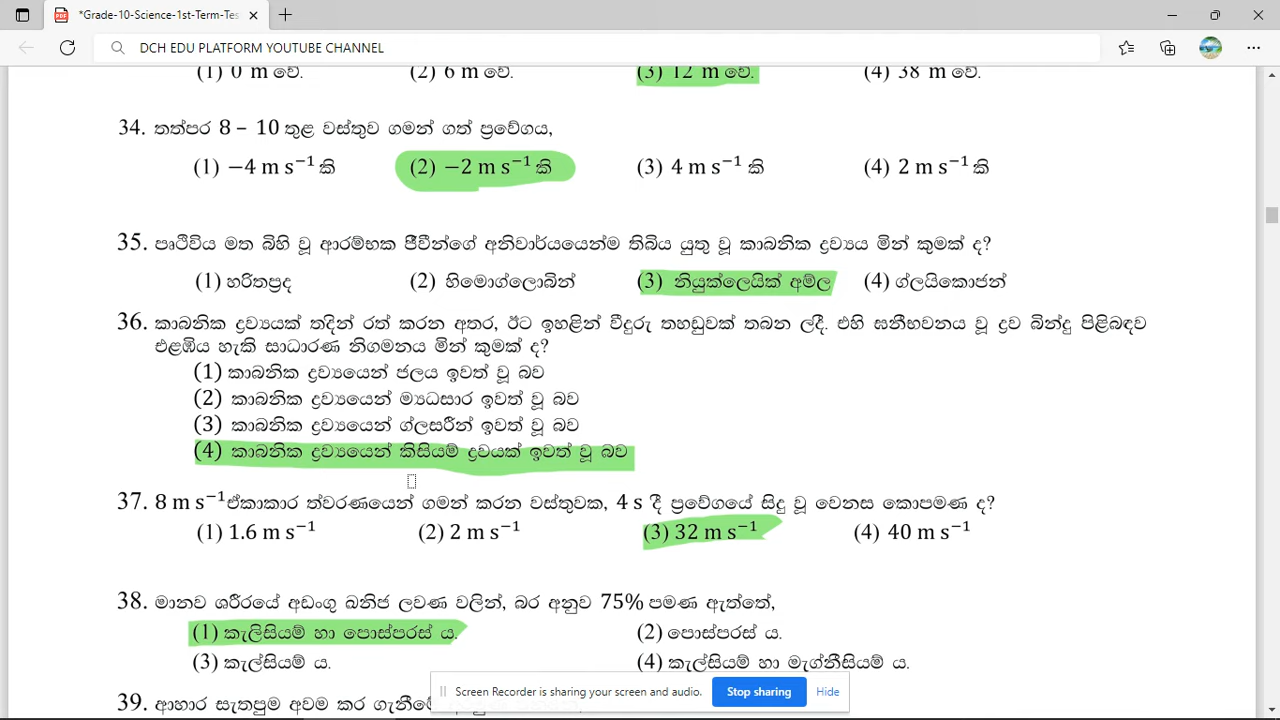 *Grade-10-Science-1st-Term-Tes
DCH EDU PLATFORM YOUTUBE CHANNEL
(1) 0 m වේ. (2) 6 m වේ. (3) 12 m වේ. (4) 38 m වේ.
34. තත්පර 8 – 10 තුළ වස්තුව ගමන් ගත් ප්‍රවේගය,
(1) −4 m s⁻¹ කි (2) −2 m s⁻¹ කි (3) 4 m s⁻¹ කි (4) 2 m s⁻¹ කි
35. පෘථිවිය මත බිහි වූ ආරම්භක ජීවීන්ගේ අනිවාර්යයෙන්ම තිබිය යුතු වූ කාබනික ද්‍රව්‍යය මින් කුමක් ද?
(1) හරිතප්‍රද (2) හිමොග්ලොබින් (3) නියුක්ලෙයික් අම්ල (4) ග්ලයිකොජන්
36. කාබනික ද්‍රව්‍යයක් තදින් රත් කරන අතර, ඊට ඉහළින් වීදුරු තහඩුවක් තබන ලදී. එහි ඝනීභවනය වූ ද්‍රව බින්දු පිළිබඳව
එළඹිය හැකි සාධාරණ නිගමනය මින් කුමක් ද?
(1) කාබනික ද්‍රව්‍යයෙන් ජලය ඉවත් වූ බව
(2) කාබනික ද්‍රව්‍යයෙන් මධ්‍යසාර ඉවත් වූ බව
(3) කාබනික ද්‍රව්‍යයෙන් ග්ලසරීන් ඉවත් වූ බව
(4) කාබනික ද්‍රව්‍යයෙන් කිසියම් ද්‍රවයක් ඉවත් වූ බව
37. 8 m s⁻¹ඒකාකාර ත්වරණයෙන් ගමන් කරන වස්තුවක, 4 s දී ප්‍රවේගයේ සිදු වූ වෙනස කොපමණ ද?
(1) 1.6 m s⁻¹ (2) 2 m s⁻¹ (3) 32 m s⁻¹ (4) 40 m s⁻¹
38. මානව ශරීරයේ අඩංගු ඛනිජ ලවණ වලින්, බර අනුව 75% පමණ ඇත්තේ,
(1) කැලිසියම් හා පොස්පරස් ය. (2) පොස්පරස් ය.
(3) කැල්සියම් ය. (4) කැල්සියම් හා මැග්නීසියම් ය.
Screen Recorder is sharing your screen and audio. Stop sharing Hide
39. ආහාර සැතපුම අවම කර ගැනීමේ